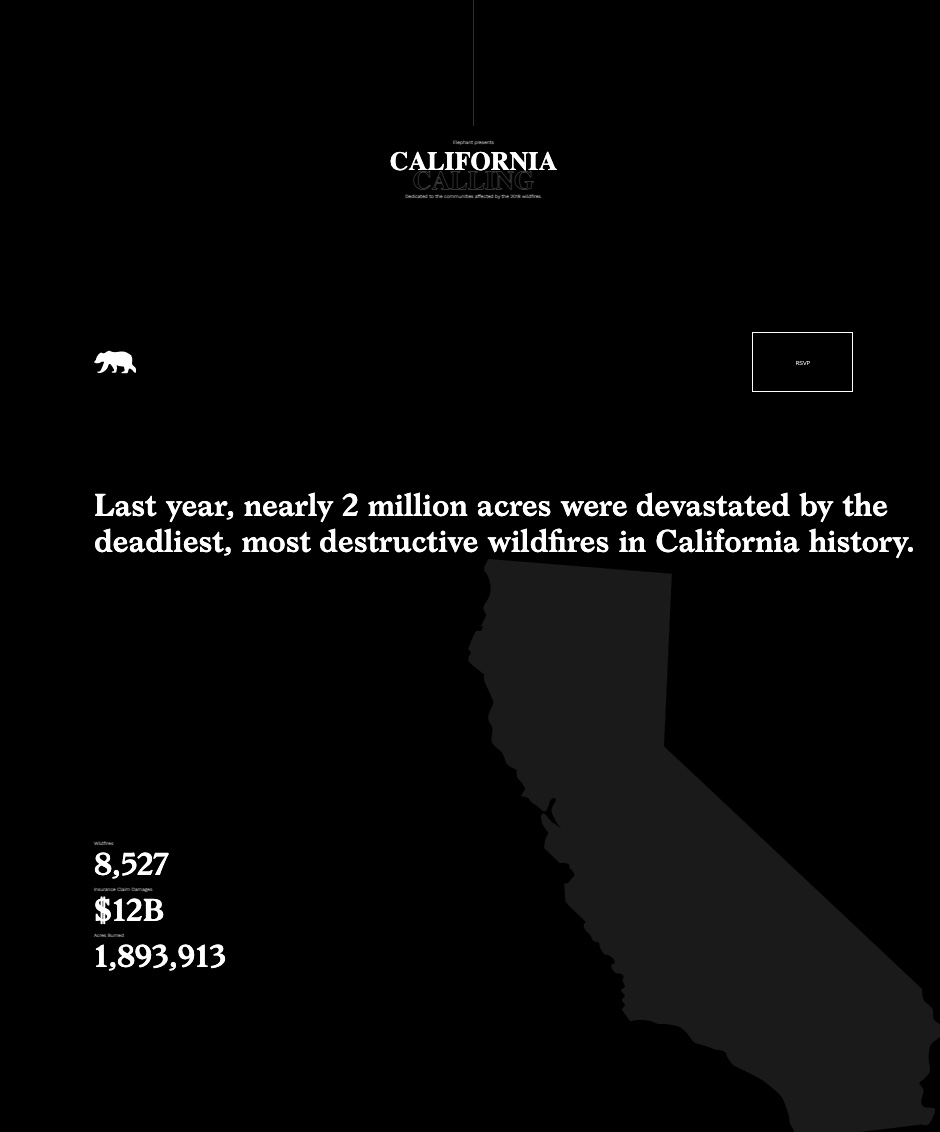 Elephant presents
CALIFORNIA
CALLING
Dedicated to the communities affected by the 2018 wildfires.
RSVP
Last year, nearly 2 million acres were devastated by the
deadliest, most destructive wildfires in California history.
Wildfires
8,527
Insurance Claim Damages
$12B
Acres Burned
1,893,913